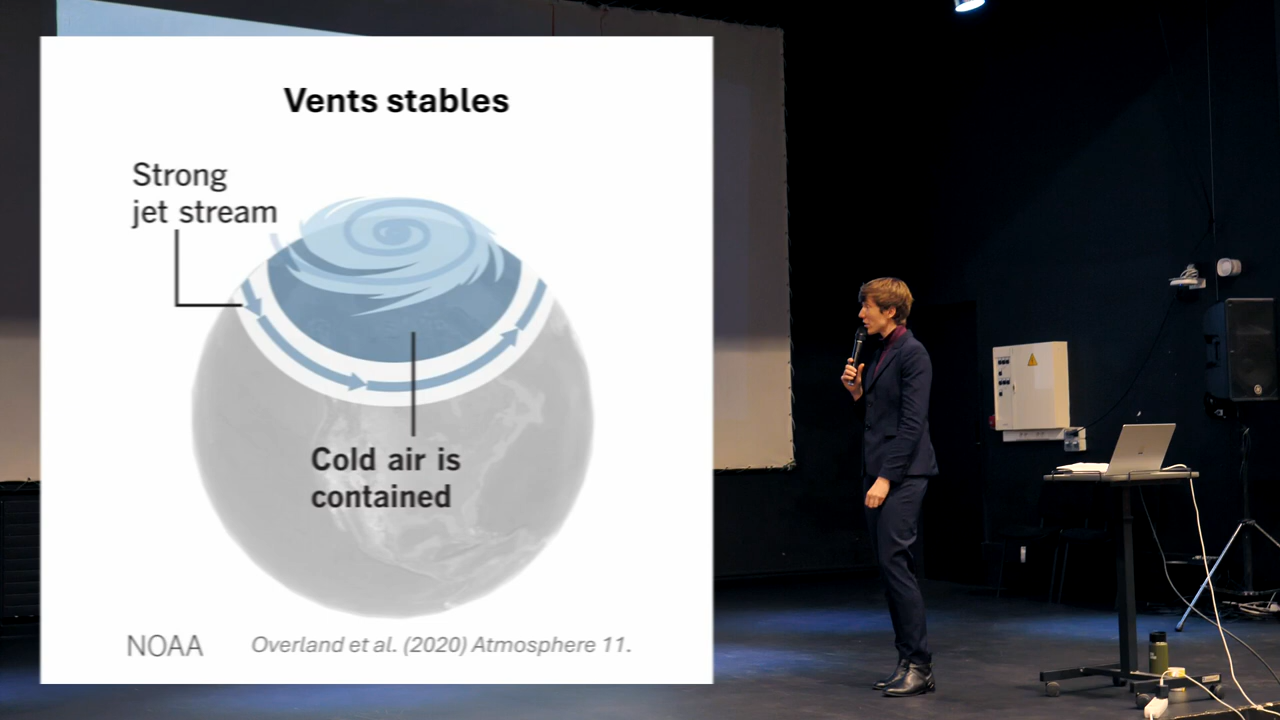 Vents stables
Strong
jet stream
Cold air is
contained
NOAA
Overland et al. (2020) Atmosphere 11.